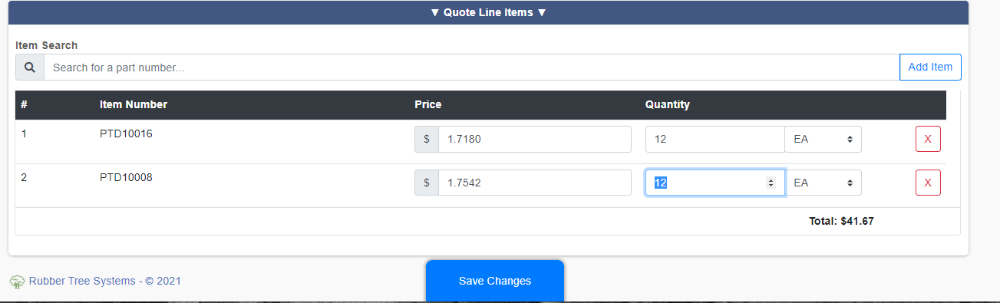 ▼ Quote Line Items ▼
Item Search
Search for a part number... Add Item
# Item Number Price Quantity
1 PTD10016 $ 1.7180 12 EA X
2 PTD10008 $ 1.7542 12 EA X
Total: $41.67
Rubber Tree Systems - © 2021 Save Changes